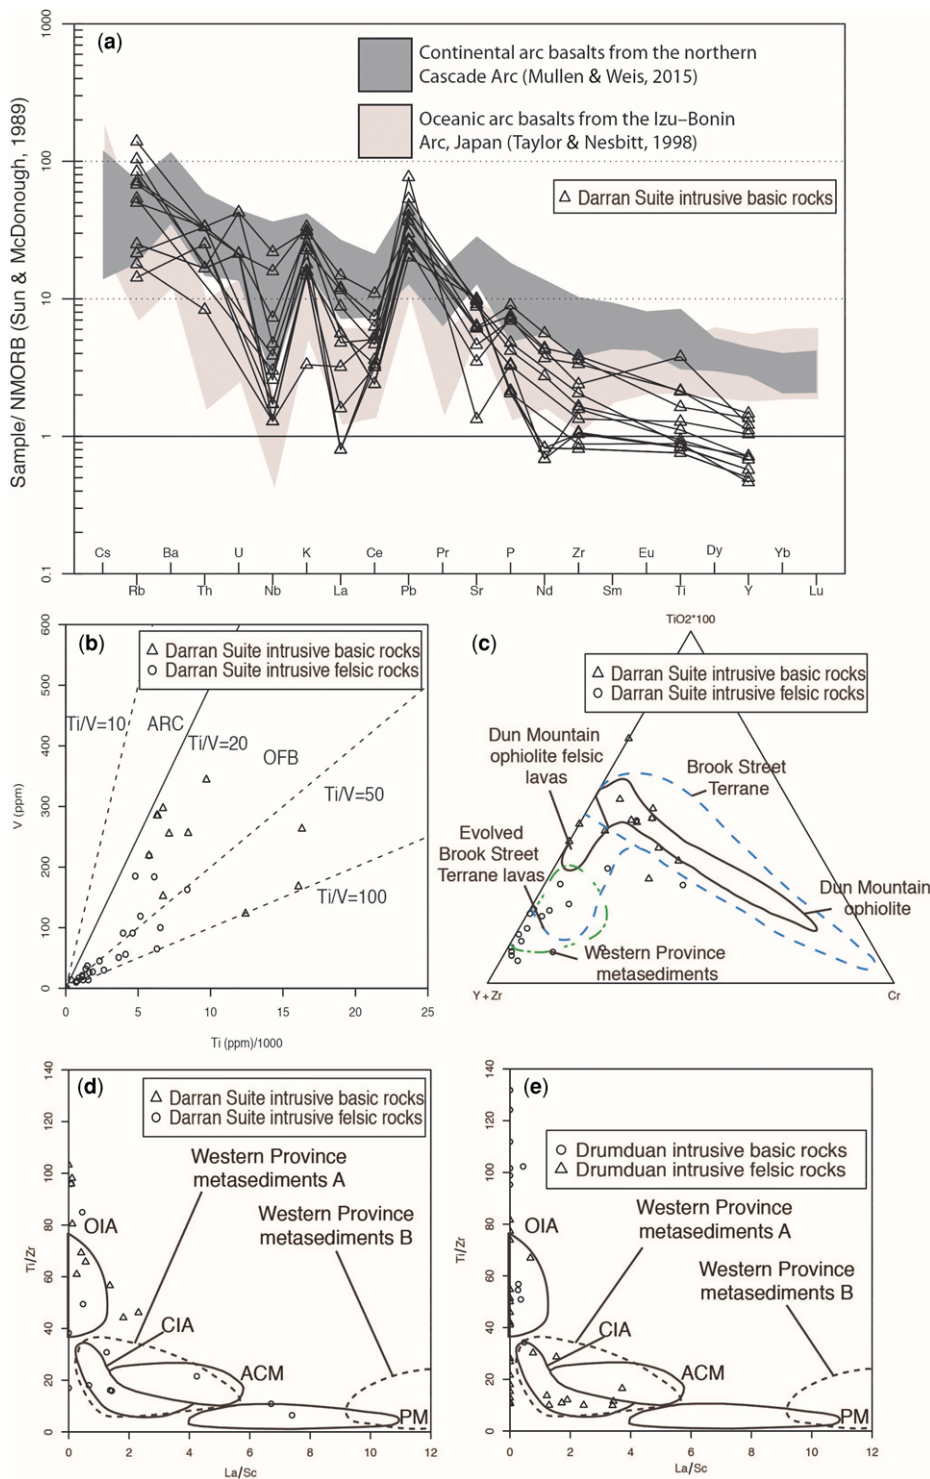 (a)
Continental arc basalts from the northern
Cascade Arc (Mullen & Weis, 2015)
Oceanic arc basalts from the Izu–Bonin
Arc, Japan (Taylor & Nesbitt, 1998)
Darran Suite intrusive basic rocks
Sample/ NMORB (Sun & McDonough, 1989)
1000
100
10
1
0.1
Cs Ba U K Ce Pr P Zr Eu Dy Yb
Rb Th Nb La Pb Sr Nd Sm Ti Y Lu
(b)
Darran Suite intrusive basic rocks
Darran Suite intrusive felsic rocks
Ti/V=10
ARC
Ti/V=20
OFB
Ti/V=50
Ti/V=100
V (ppm)
600
500
400
300
200
100
0
0 5 10 15 20 25
Ti (ppm)/1000
(c)
TiO2*100
Darran Suite intrusive basic rocks
Darran Suite intrusive felsic rocks
Dun Mountain
ophiolite felsic
lavas
Brook Street
Terrane
Evolved
Brook Street
Terrane lavas
Dun Mountain
ophiolite
Western Province
metasediments
Y + Zr
Cr
(d)
Darran Suite intrusive basic rocks
Darran Suite intrusive felsic rocks
Western Province
metasediments A
Western Province
metasediments B
OIA
CIA
ACM
PM
Ti/Zr
140
120
100
80
60
40
20
0
0 2 4 6 8 10 12
La/Sc
(e)
Drumduan intrusive basic rocks
Drumduan intrusive felsic rocks
Western Province
metasediments A
Western Province
metasediments B
OIA
CIA
ACM
PM
Ti/Zr
140
120
100
80
60
40
20
0
0 2 4 6 8 10 12
La/Sc